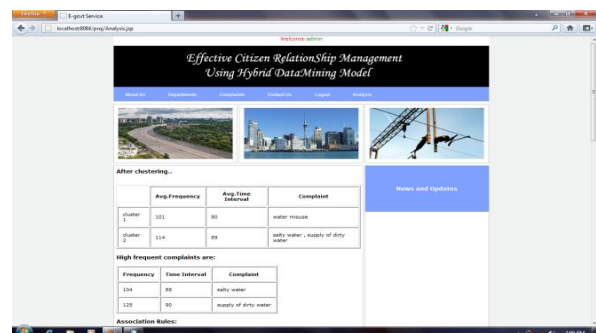 Firefox
E-govt Service
localhost:8084/proj/Analysis.jsp
Google
Welcome:admin
Effective Citizen RelationShip Management
Using Hybrid DataMining Model
About Us Departments Complaints Contact Us Logout Analysis
After clustering..
News and Updates
Avg.Frequency Avg.Time Interval Complaint
cluster 1 101 80 water misuse
cluster 2 114 89 salty water , supply of dirty water
High frequent complaints are:
Frequency Time Interval Complaint
104 88 salty water
125 90 supply of dirty water
Association Rules: